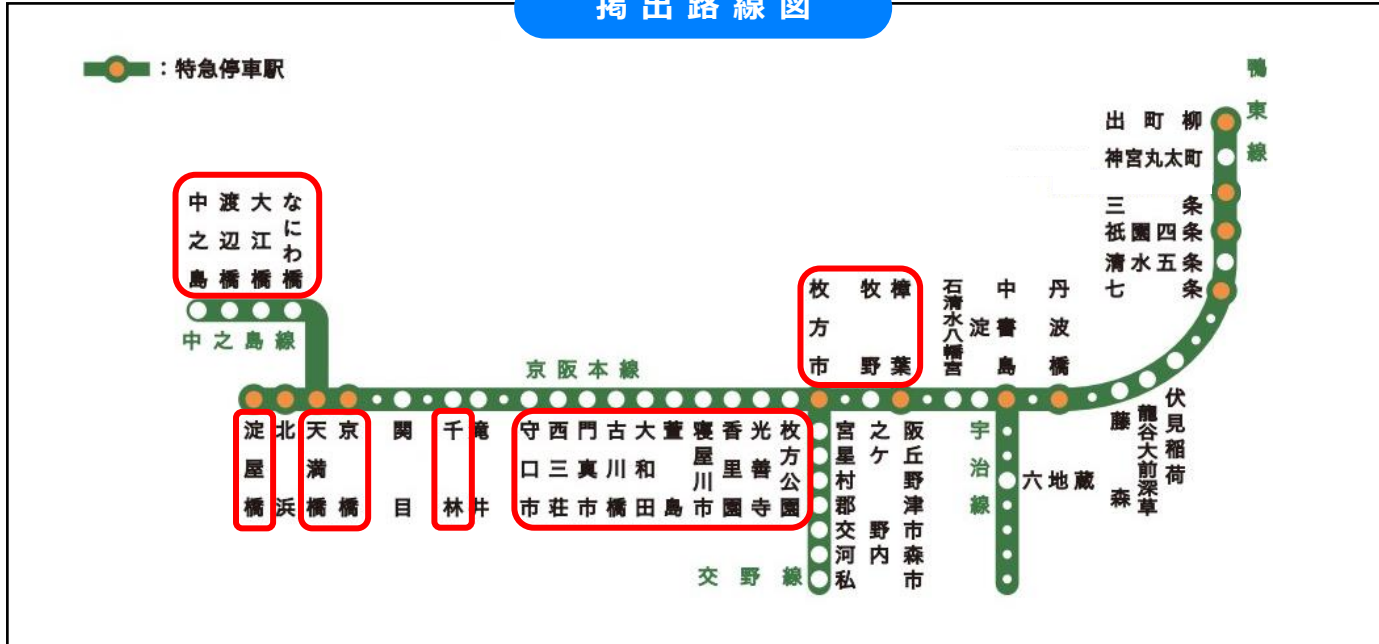 掲出路線図
：特急停車駅
鴨東線
出町柳
神宮丸太町
三条
祇園四条
清水五条
七条
中之島
渡辺橋
大江橋
なにわ橋
中之島線
京阪本線
枚方市
牧野
樟葉
石清水八幡宮
淀
中書島
丹波橋
淀屋橋
北浜
天満橋
京橋
関目
千林
滝井
守口市
西三荘
門真市
古川橋
大和田
萱島
寝屋川市
香里園
光善寺
枚方公園
宮之阪
星ケ丘
村野
郡津
交野市
河内森
私市
交野線
宇治線
六地蔵
藤森
龍谷大前深草
伏見稲荷